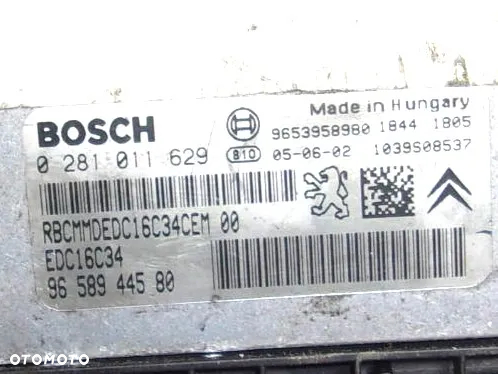 Made in Hungary
BOSCH
9653958980 1844 1805
0 281 011 629 810 05-06-02 1039S08537
RBCMMDEDC16C34CEM 00
EDC16C34
96 589 445 80
OTOMOTO